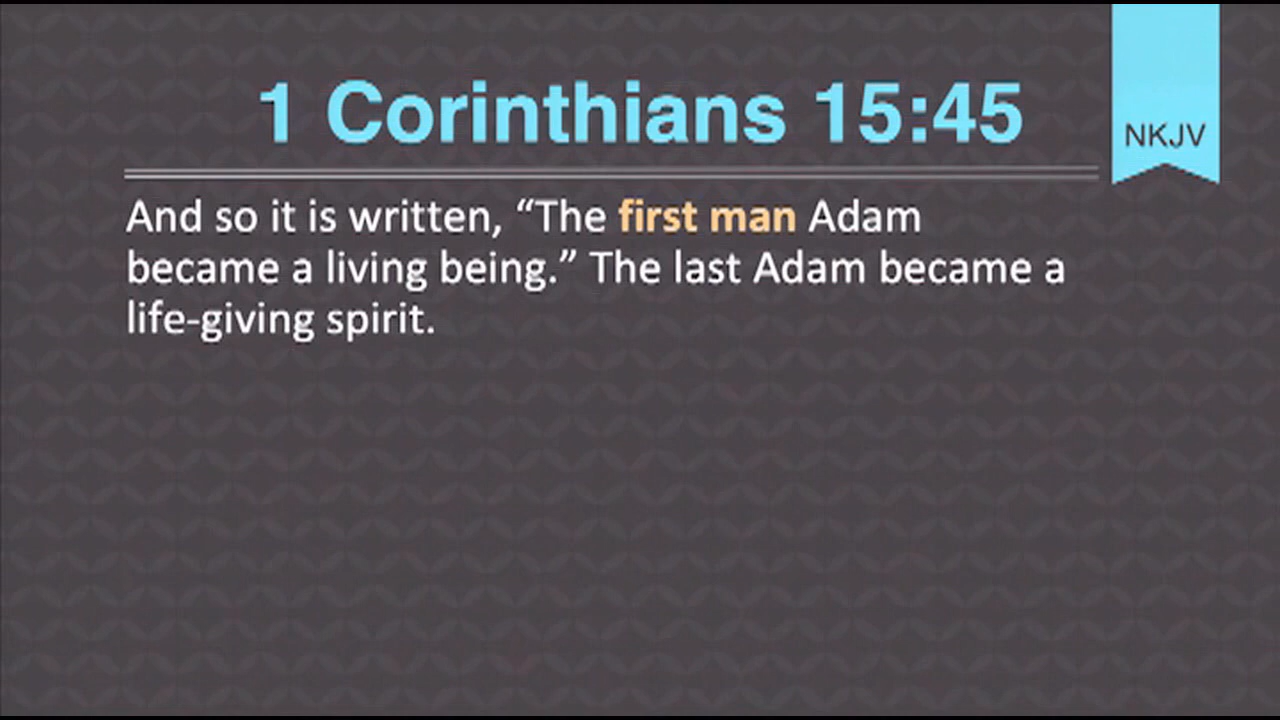 1 Corinthians 15:45
NKJV
And so it is written, “The first man Adam
became a living being.” The last Adam became a
life-giving spirit.